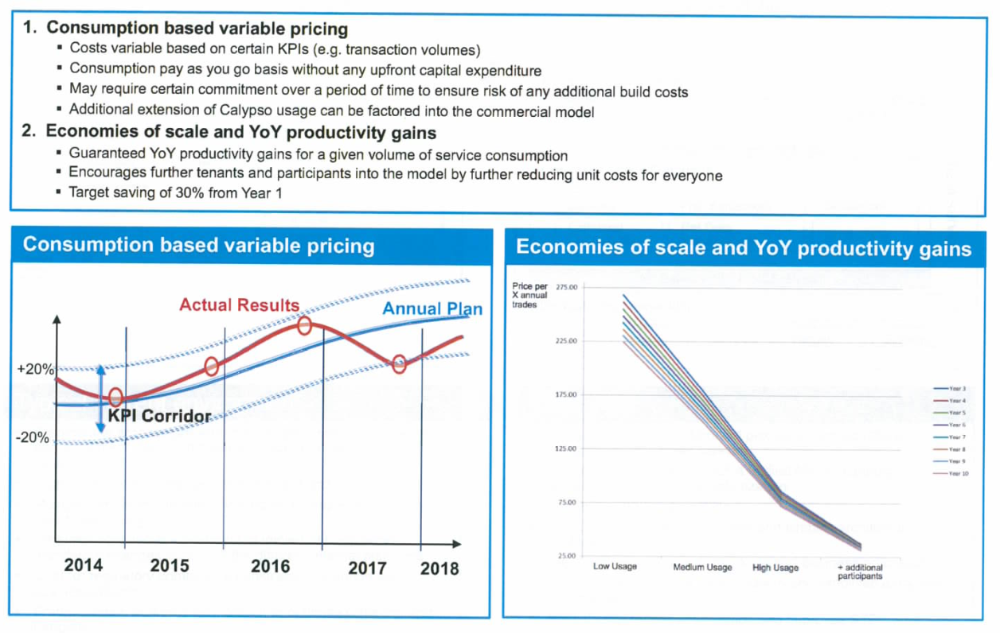 1. Consumption based variable pricing
▪ Costs variable based on certain KPIs (e.g. transaction volumes)
▪ Consumption pay as you go basis without any upfront capital expenditure
▪ May require certain commitment over a period of time to ensure risk of any additional build costs
▪ Additional extension of Calypso usage can be factored into the commercial model
2. Economies of scale and YoY productivity gains
▪ Guaranteed YoY productivity gains for a given volume of service consumption
▪ Encourages further tenants and participants into the model by further reducing unit costs for everyone
▪ Target saving of 30% from Year 1
Consumption based variable pricing
Actual Results
Annual Plan
+20%
KPI Corridor
-20%
2014 2015 2016 2017 2018
Economies of scale and YoY productivity gains
Price per
X annual
trades
275.00
225.00
175.00
125.00
75.00
25.00
Low Usage Medium Usage High Usage + additional
participants
Year 3
Year 4
Year 5
Year 6
Year 7
Year 8
Year 9
Year 10